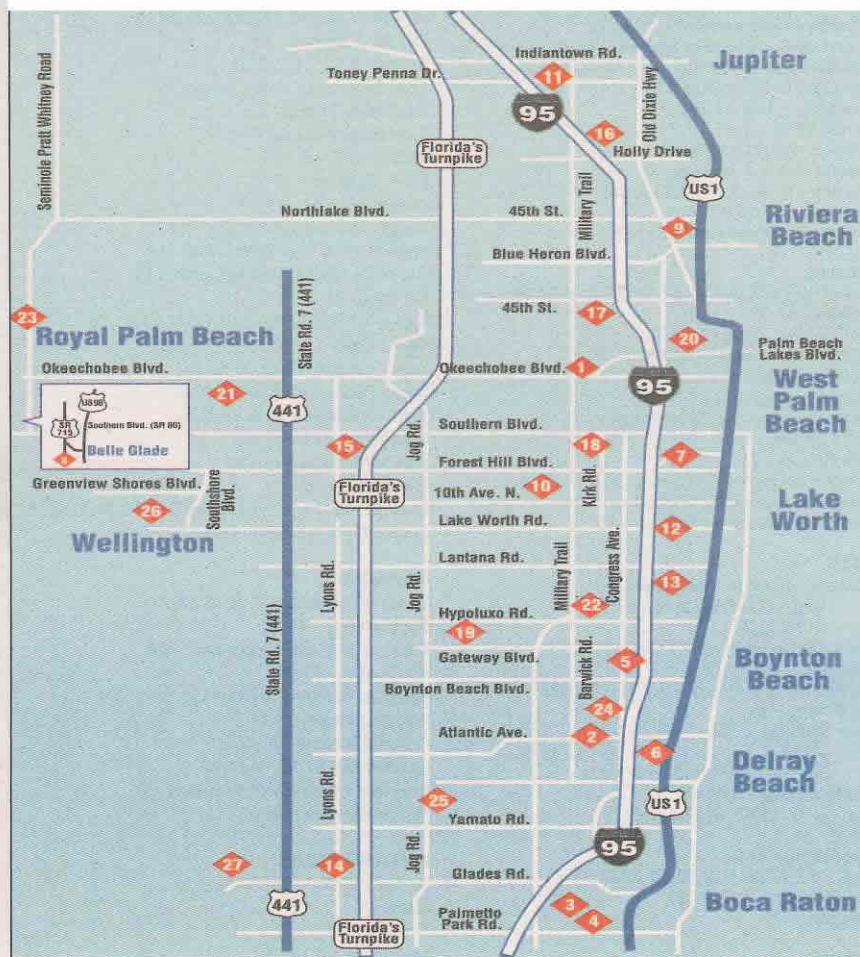 Indiantown Rd.
Jupiter
Toney Penna Dr.
11
Seminole Pratt Whitney Road
95
Old Dixie Hwy
16
Florida's
Turnpike
Holly Drive
US1
Military Trail
Northlake Blvd.
45th St.
Riviera
Beach
9
Blue Heron Blvd.
State Rd. 7 (441)
45th St.
17
23
Royal Palm Beach
20
Palm Beach
Lakes Blvd.
Okeechobee Blvd.
Okeechobee Blvd.
1
95
West
Palm
Beach
21
441
US98
SR
715
Southern Blvd. (SR 80)
Belle Glade
Jog Rd.
Southern Blvd.
15
18
7
Forest Hill Blvd.
Greenview Shores Blvd.
Florida's
Turnpike
10th Ave. N.
10
Kirk Rd.
Lake
Worth
26
Southshore
Blvd.
Lake Worth Rd.
12
Wellington
Lantana Rd.
Lyons Rd.
Jog Rd.
Military Trail
Congress Ave.
13
22
Hypoluxo Rd.
19
State Rd. 7 (441)
Gateway Blvd.
5
Boynton
Beach
Barwick Rd.
Boynton Beach Blvd.
24
Atlantic Ave.
2
6
Delray
Beach
Lyons Rd.
25
US1
Yamato Rd.
95
Jog Rd.
27
14
Glades Rd.
441
3
Boca Raton
Palmetto
Park Rd.
4
Florida's
Turnpike